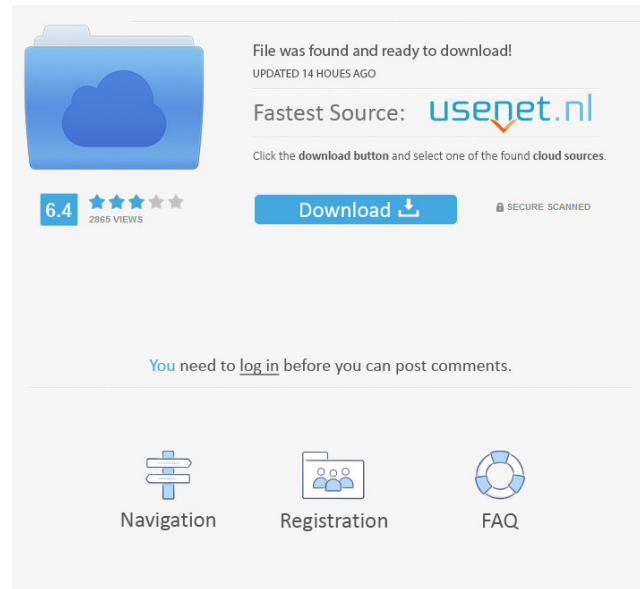 File was found and ready to download!
UPDATED 14 HOUES AGO
Fastest Source: usenet.nl
Click the download button and select one of the found cloud sources.
6.4
2865 VIEWS
Download
SECURE SCANNED
You need to log in before you can post comments.
Navigation
Registration
FAQ